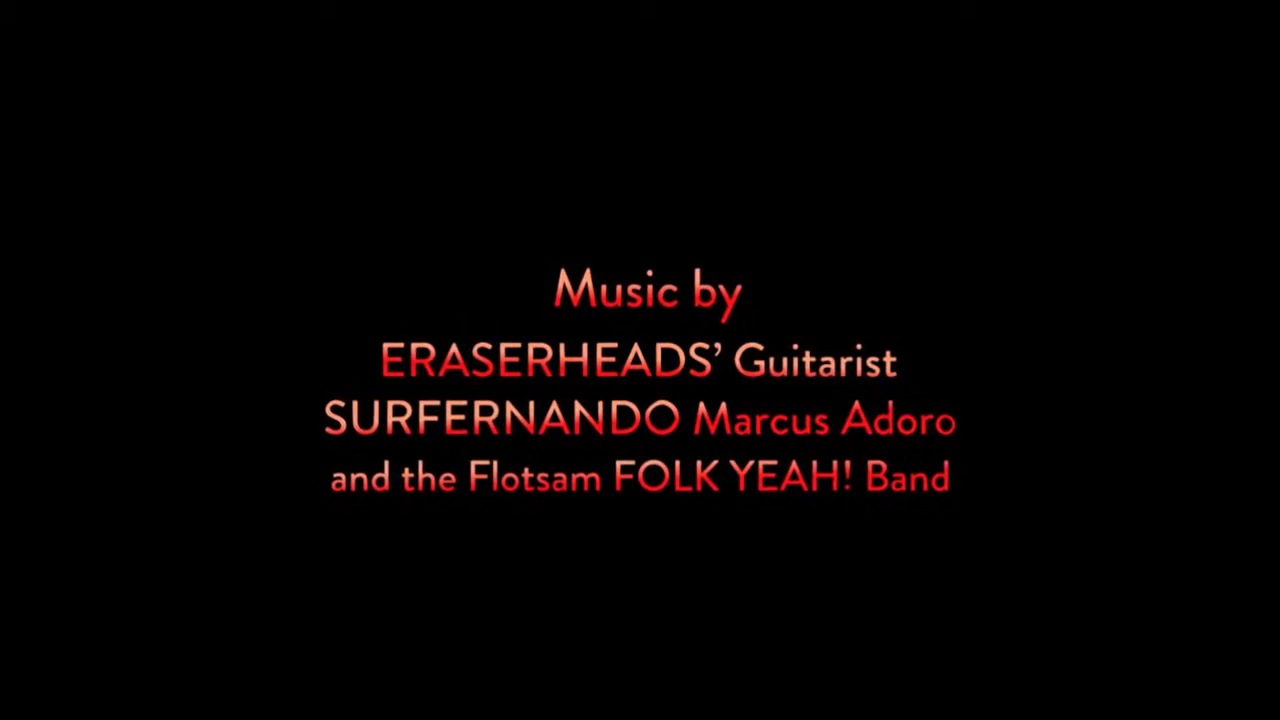 Music by
ERASERHEADS’ Guitarist
SURFERNANDO Marcus Adoro
and the Flotsam FOLK YEAH! Band